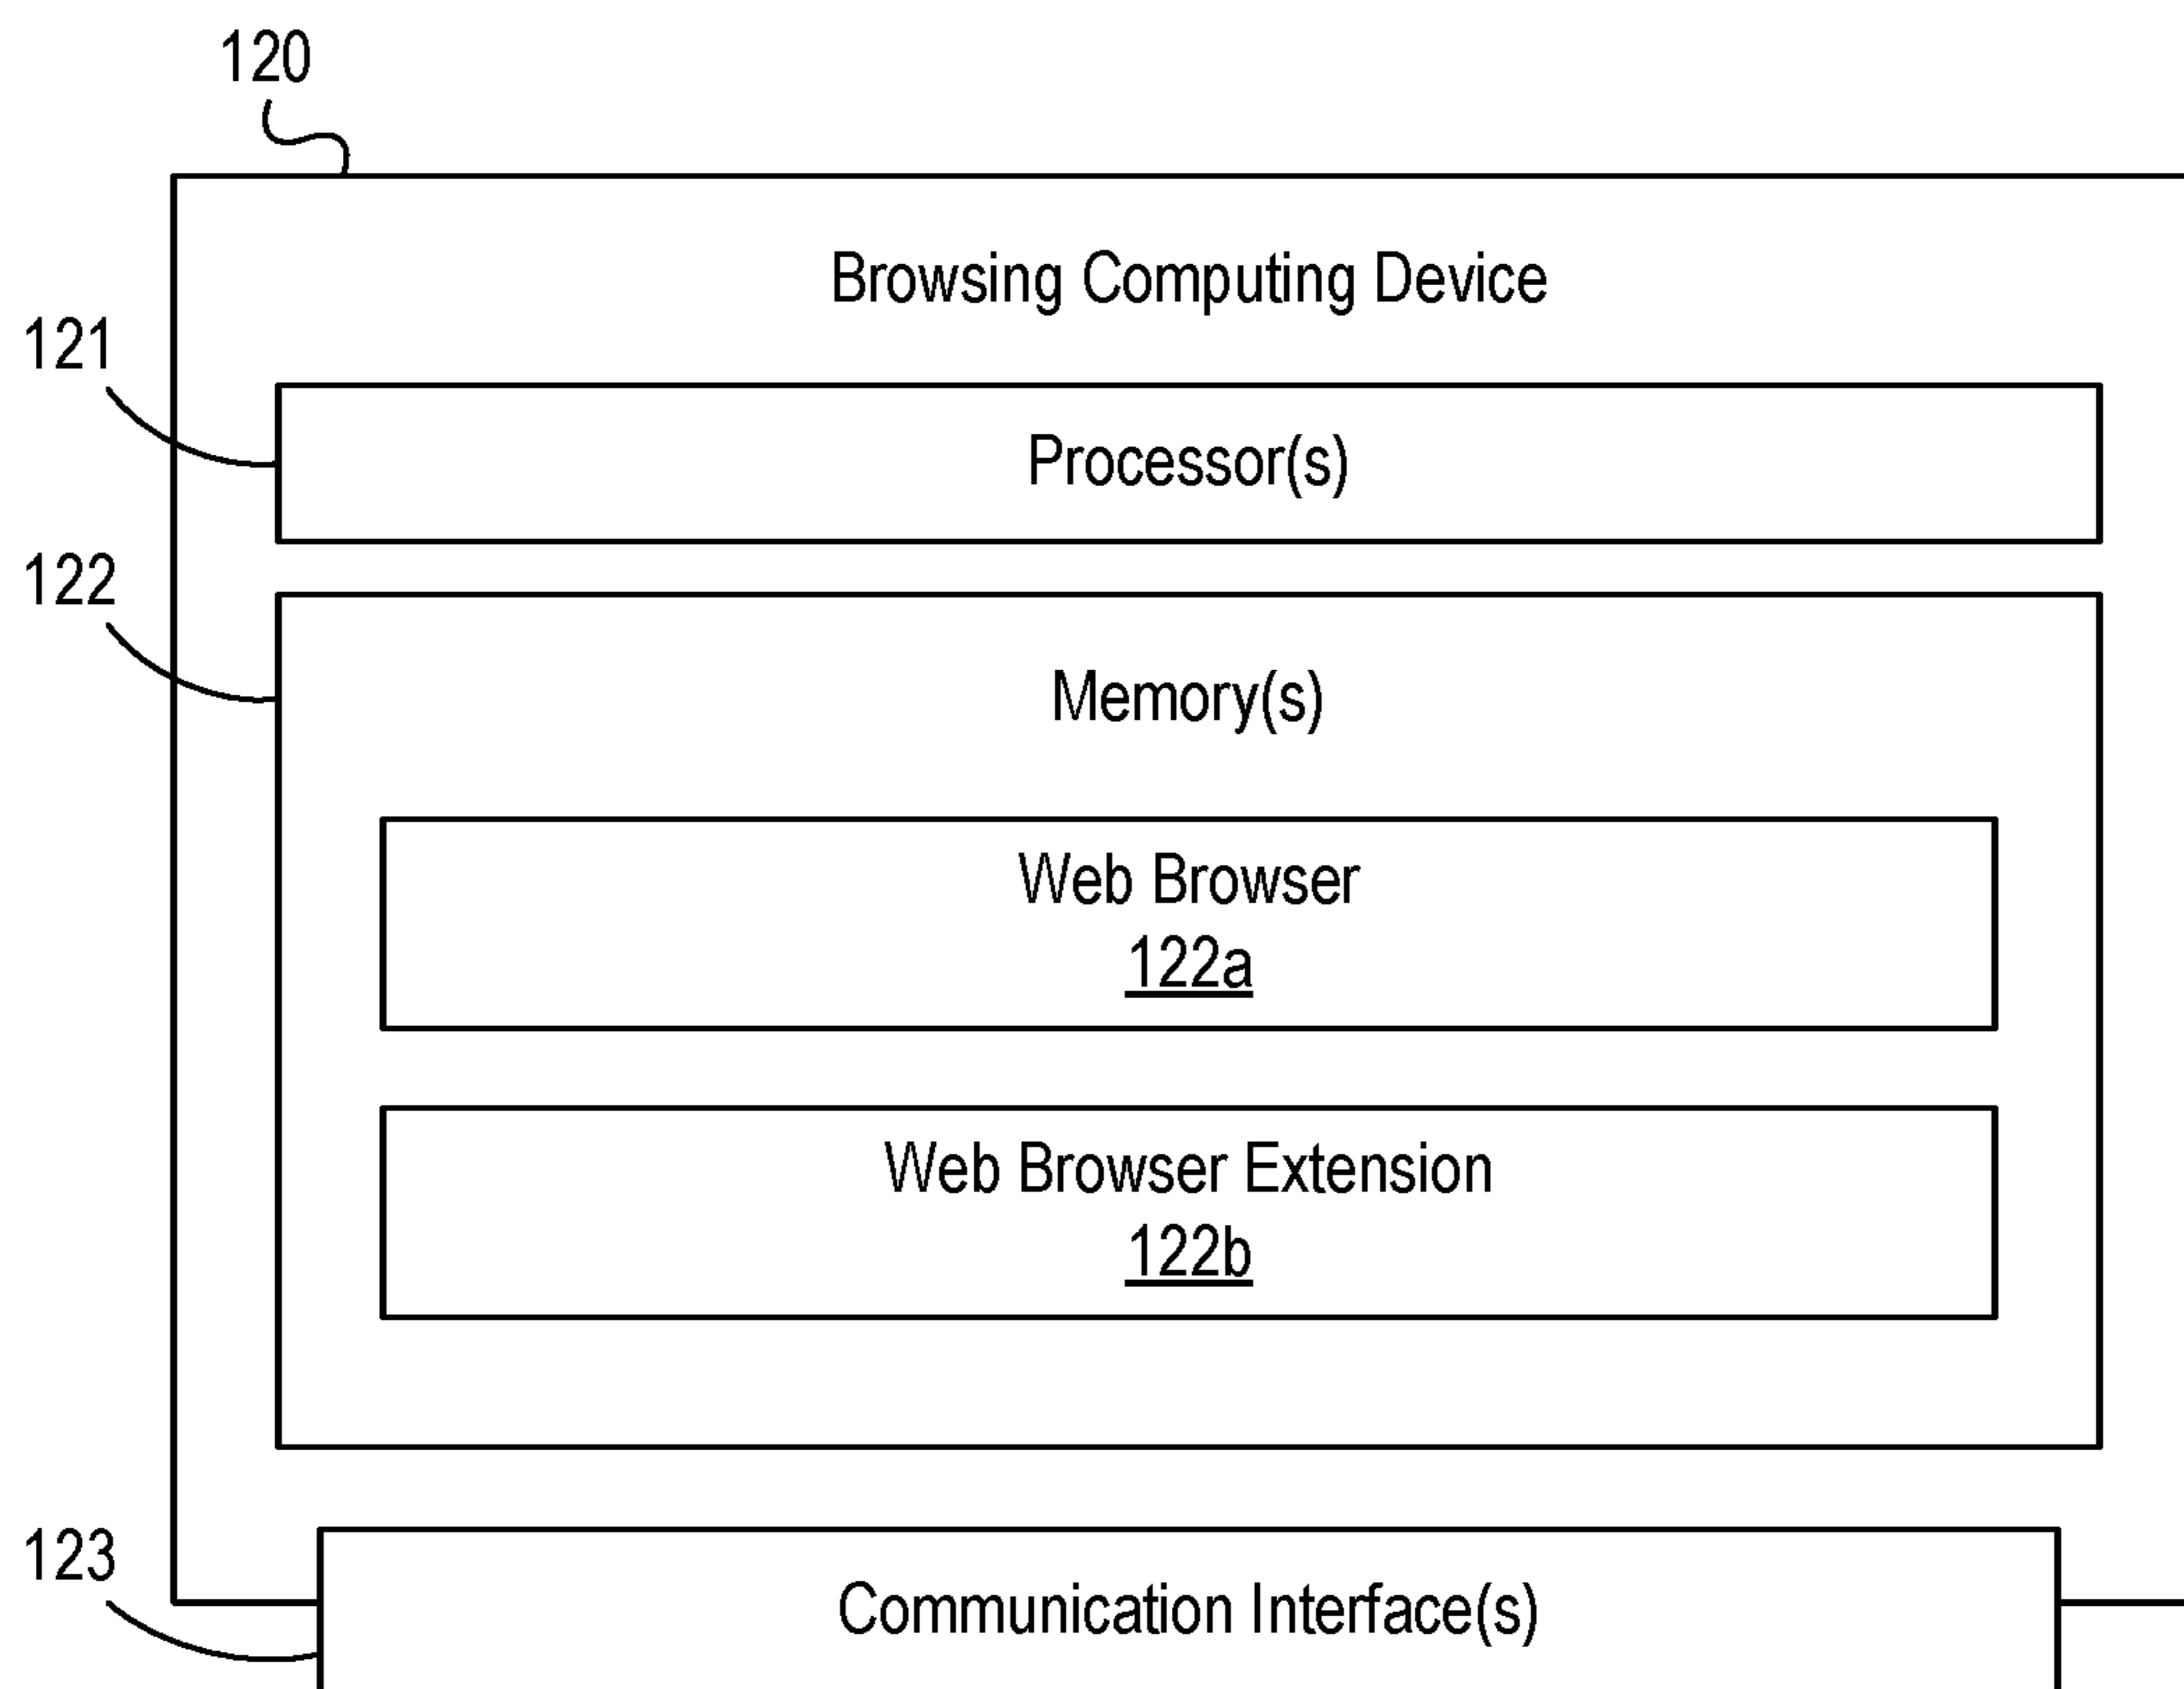 120
Browsing Computing Device
121
Processor(s)
122
Memory(s)
Web Browser
122a
Web Browser Extension
122b
123
Communication Interface(s)